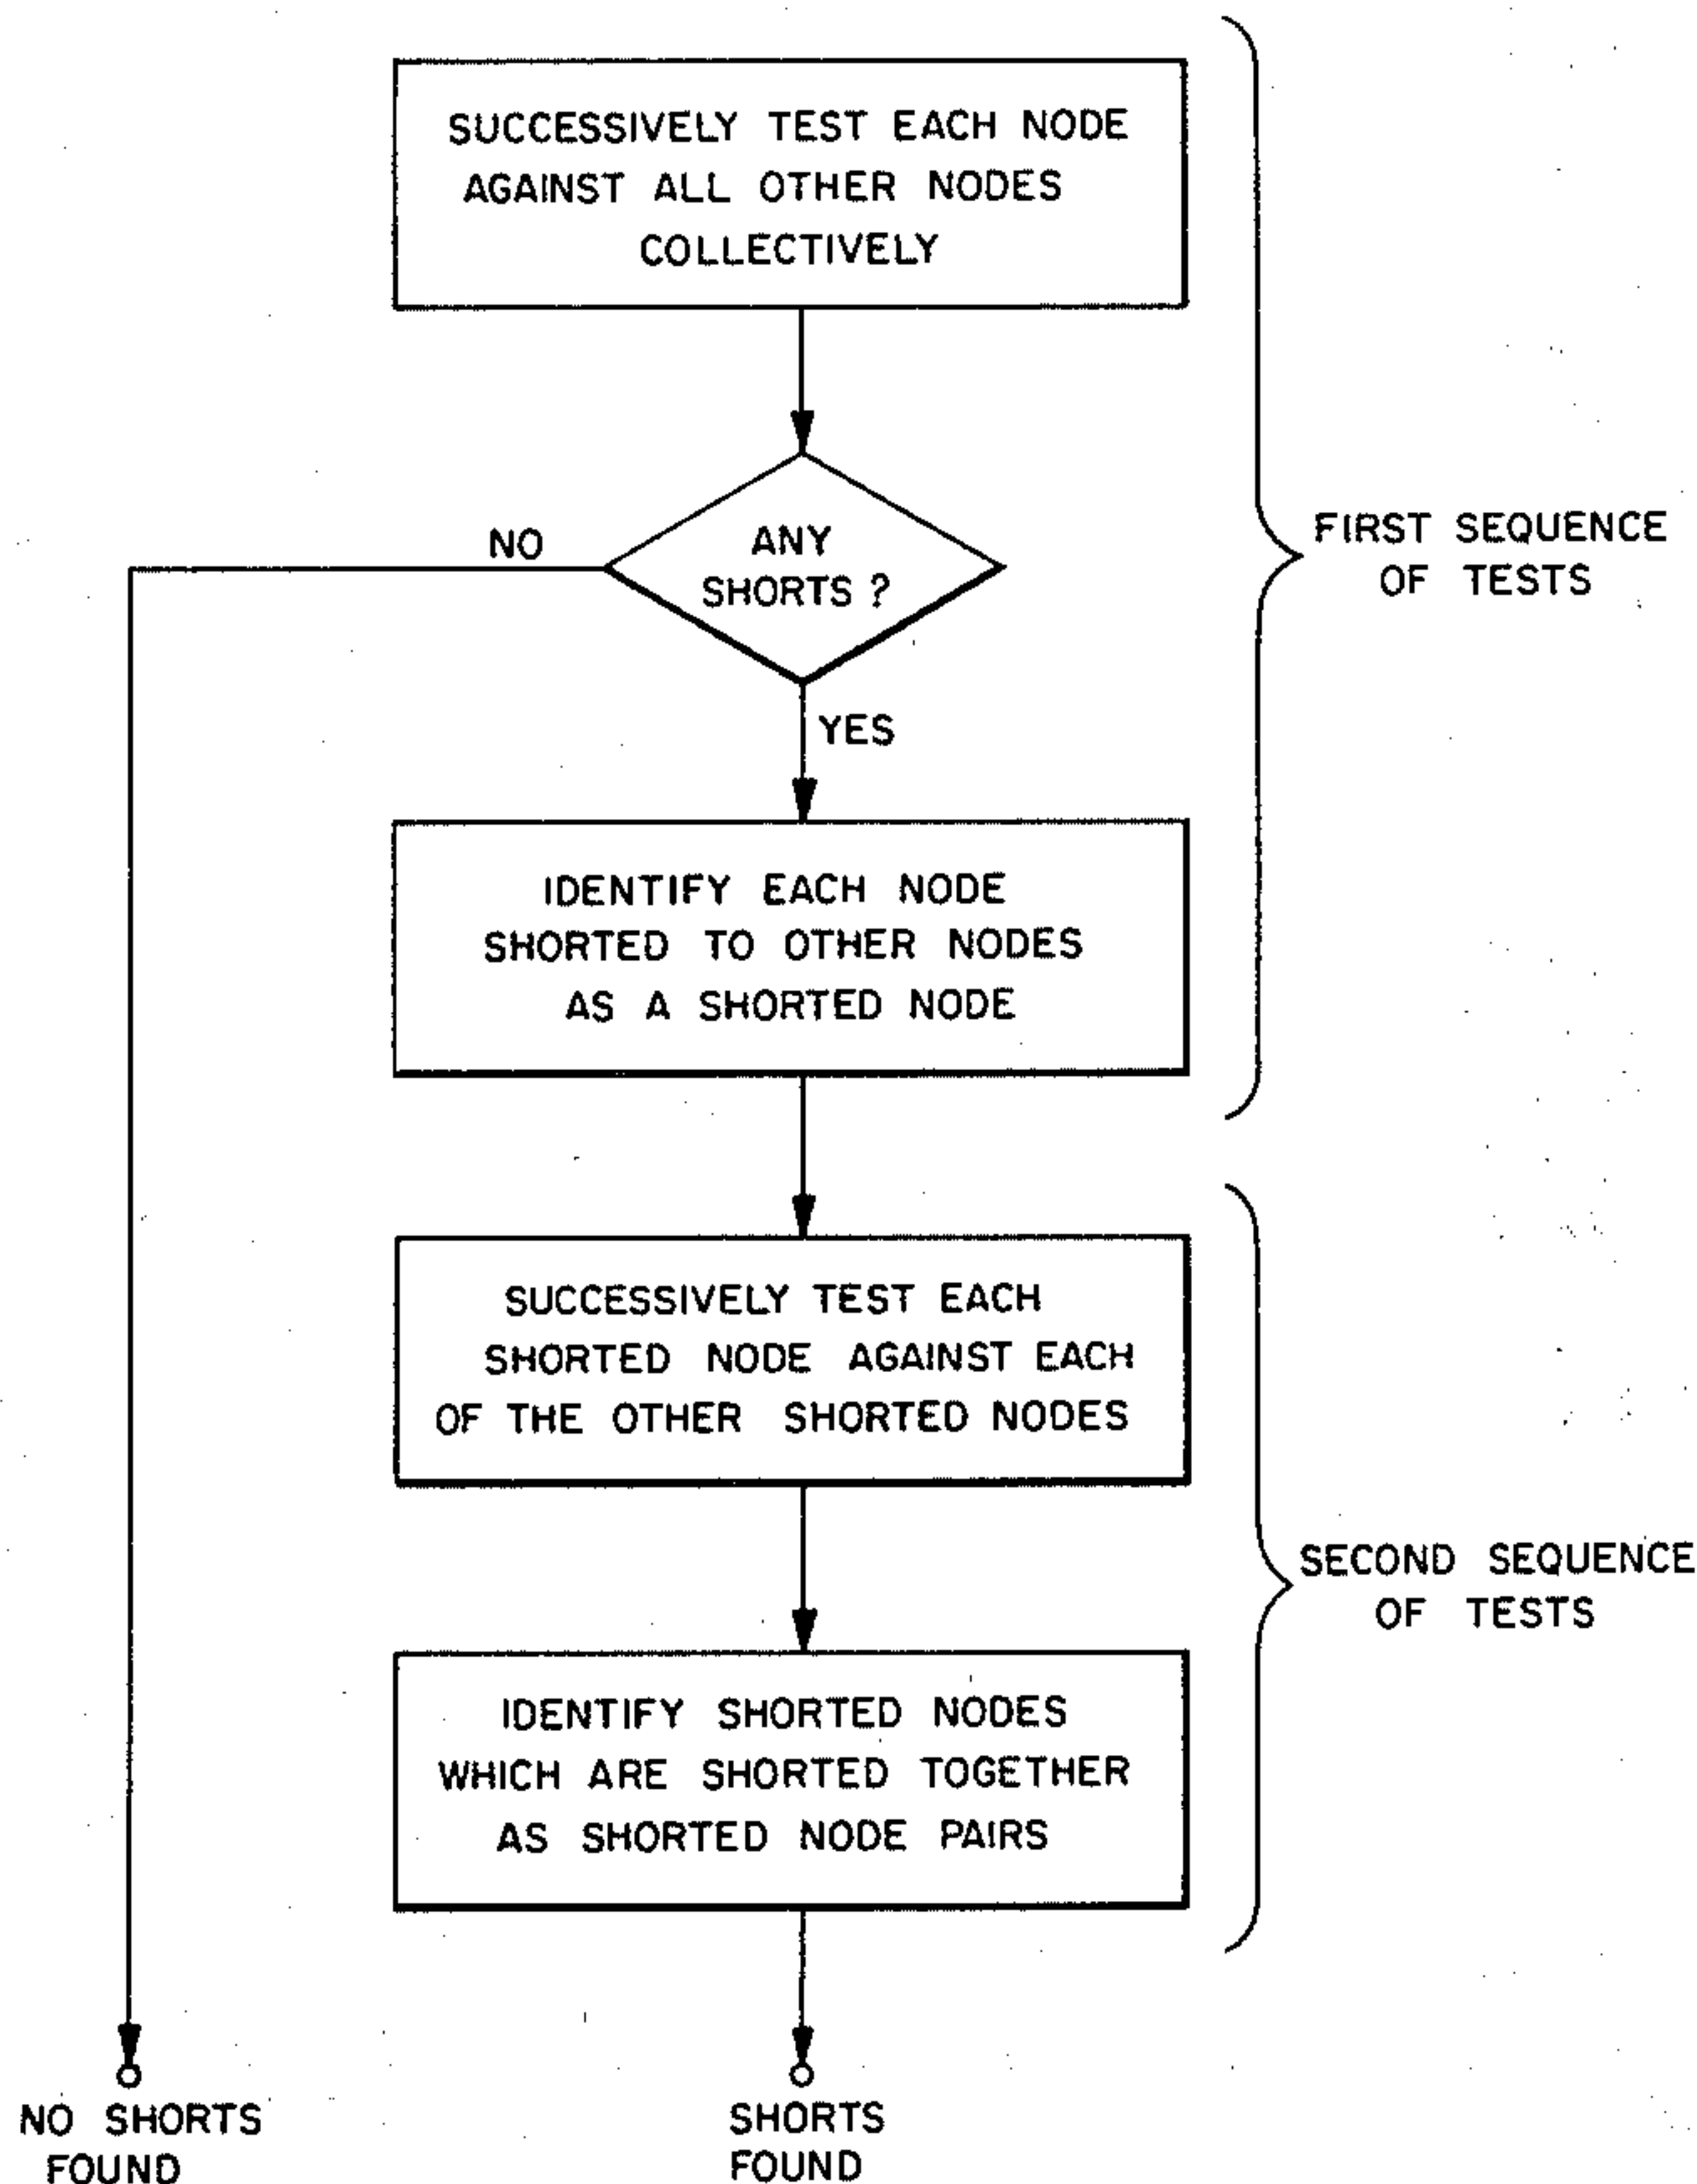 SUCCESSIVELY TEST EACH NODE
AGAINST ALL OTHER NODES
COLLECTIVELY
ANY
SHORTS ?
NO
YES
FIRST SEQUENCE
OF TESTS
IDENTIFY EACH NODE
SHORTED TO OTHER NODES
AS A SHORTED NODE
SUCCESSIVELY TEST EACH
SHORTED NODE AGAINST EACH
OF THE OTHER SHORTED NODES
SECOND SEQUENCE
OF TESTS
IDENTIFY SHORTED NODES
WHICH ARE SHORTED TOGETHER
AS SHORTED NODE PAIRS
NO SHORTS
FOUND
SHORTS
FOUND